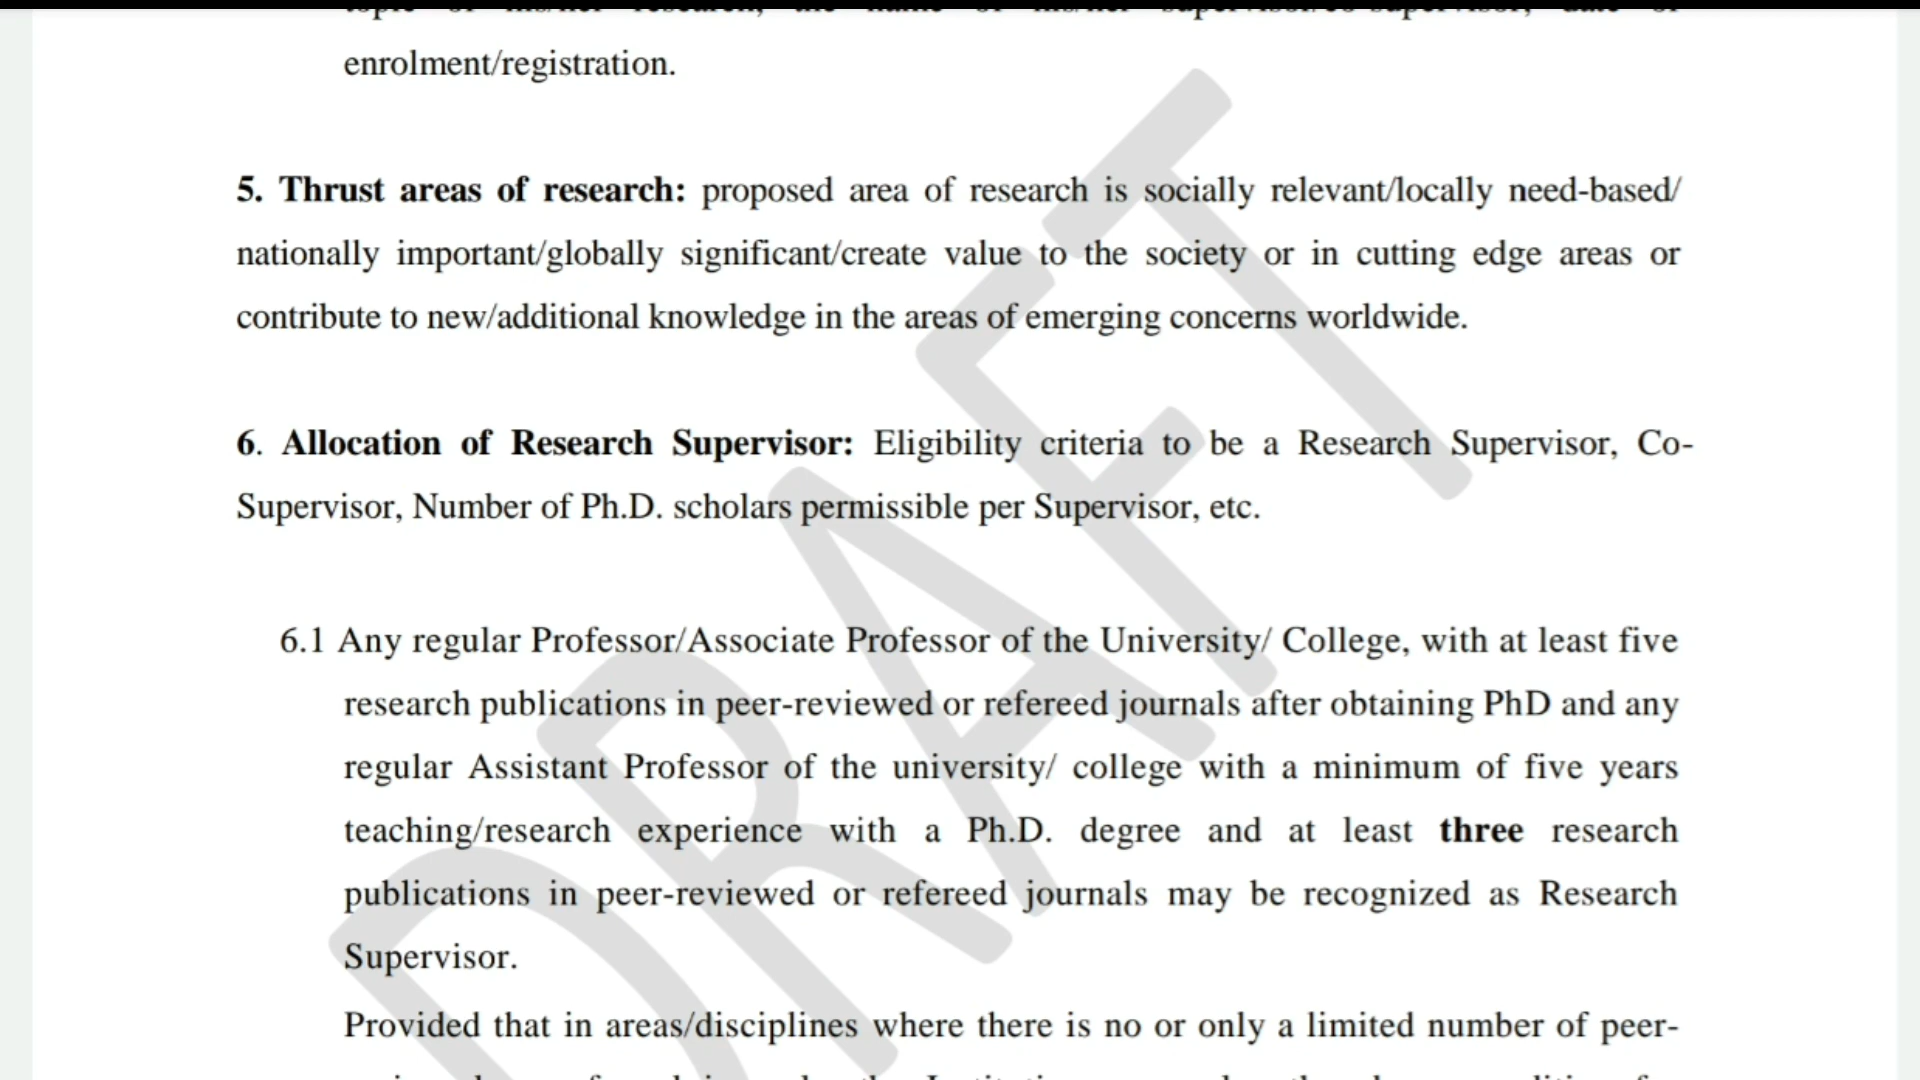 enrolment/registration.
5. Thrust areas of research: proposed area of research is socially relevant/locally need-based/
nationally important/globally significant/create value to the society or in cutting edge areas or
contribute to new/additional knowledge in the areas of emerging concerns worldwide.
6. Allocation of Research Supervisor: Eligibility criteria to be a Research Supervisor, Co-
Supervisor, Number of Ph.D. scholars permissible per Supervisor, etc.
6.1 Any regular Professor/Associate Professor of the University/ College, with at least five
research publications in peer-reviewed or refereed journals after obtaining PhD and any
regular Assistant Professor of the university/ college with a minimum of five years
teaching/research experience with a Ph.D. degree and at least three research
publications in peer-reviewed or refereed journals may be recognized as Research
Supervisor.
Provided that in areas/disciplines where there is no or only a limited number of peer-
DRAFT